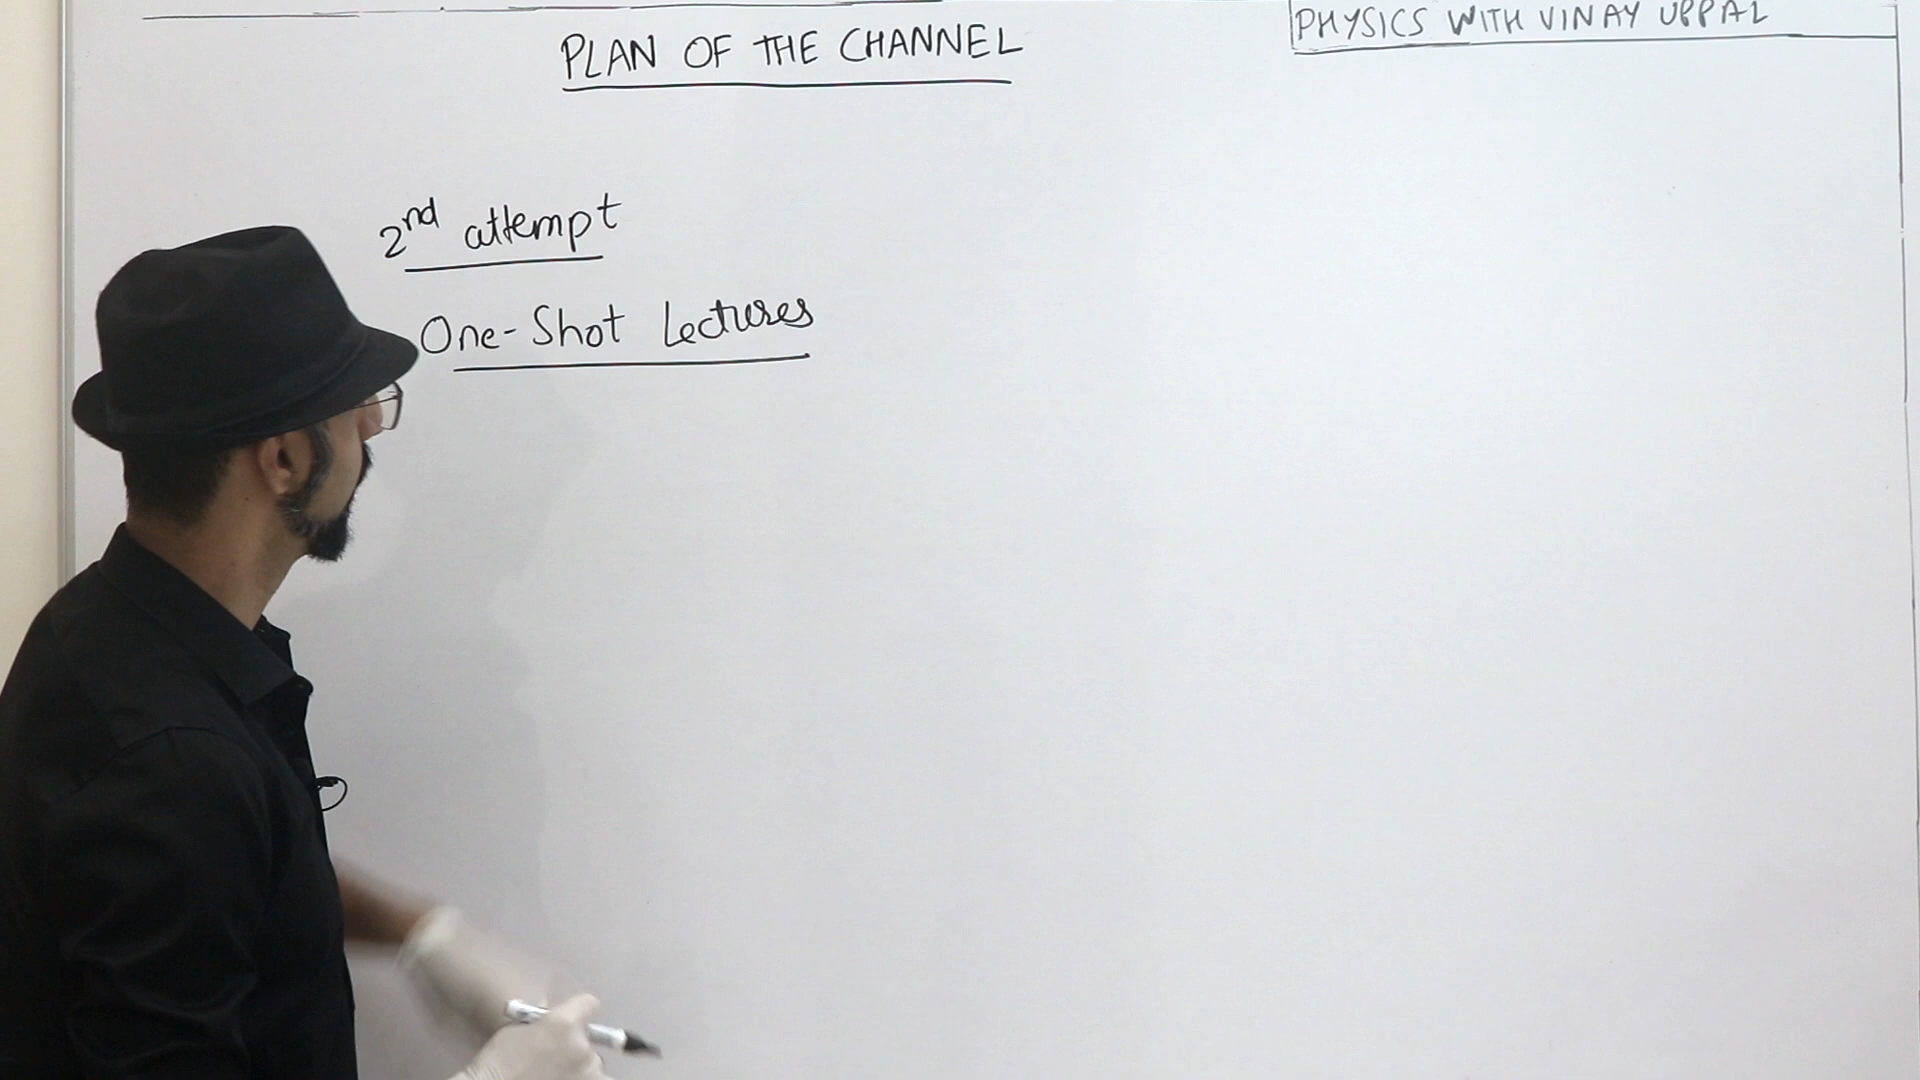 PLAN OF THE CHANNEL
PHYSICS WITH VINAY UPPAL
2nd attempt
One-Shot Lectures